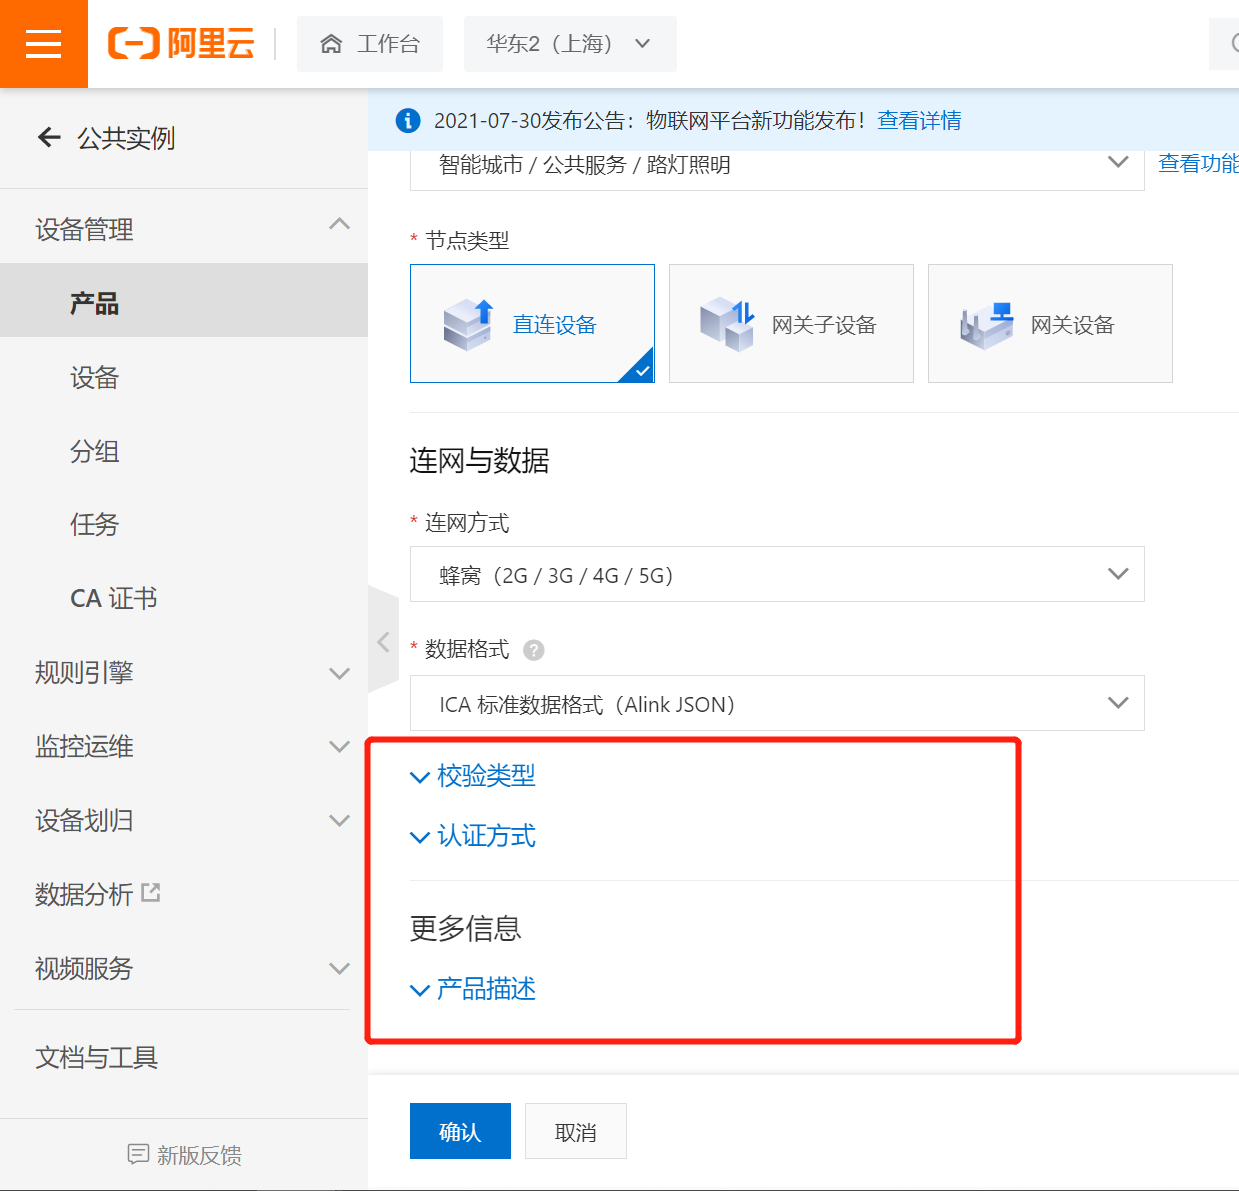 阿里云
工作台
华东2（上海）
公共实例
设备管理
产品
设备
分组
任务
CA 证书
规则引擎
监控运维
设备划归
数据分析
视频服务
文档与工具
新版反馈
2021-07-30发布公告：物联网平台新功能发布！ 查看详情
智能城市 / 公共服务 / 路灯照明
查看功能
* 节点类型
直连设备
网关子设备
网关设备
连网与数据
* 连网方式
蜂窝（2G / 3G / 4G / 5G）
* 数据格式 ?
ICA 标准数据格式（Alink JSON）
校验类型
认证方式
更多信息
产品描述
确认
取消